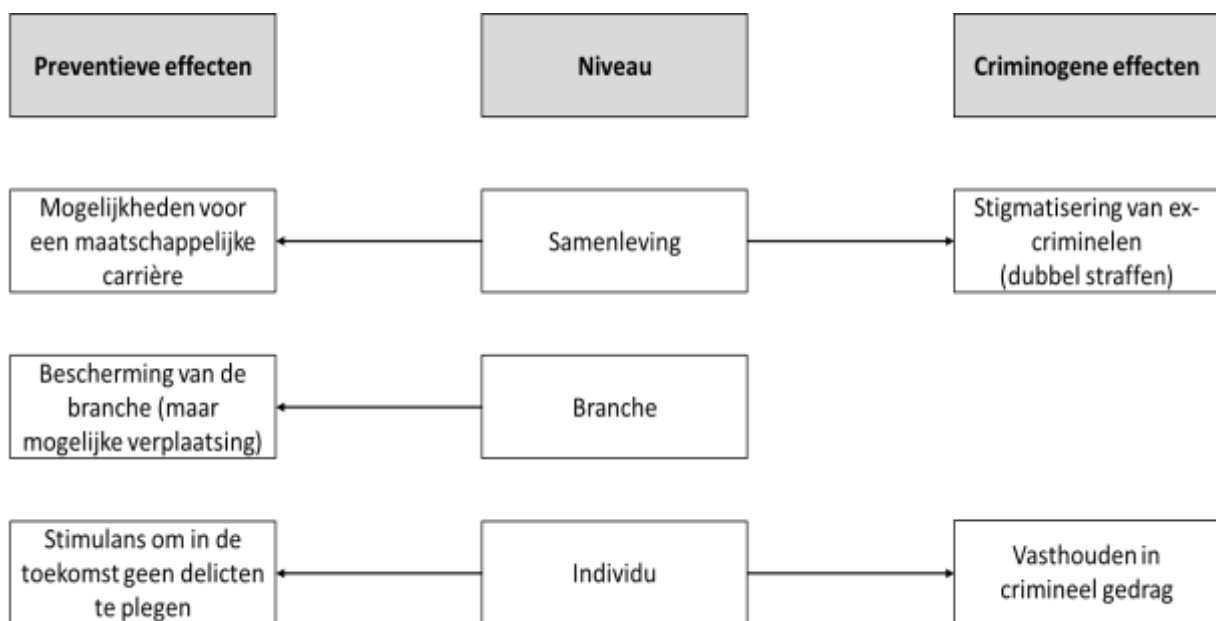 Preventieve effecten
Niveau
Criminogene effecten
Mogelijkheden voor
een maatschappelijke
carrière
Samenleving
Stigmatisering van ex-
criminelen
(dubbel straffen)
Bescherming van de
branche (maar
mogelijke verplaatsing)
Branche
Stimulans om in de
toekomst geen delicten
te plegen
Individu
Vasthouden in
crimineel gedrag